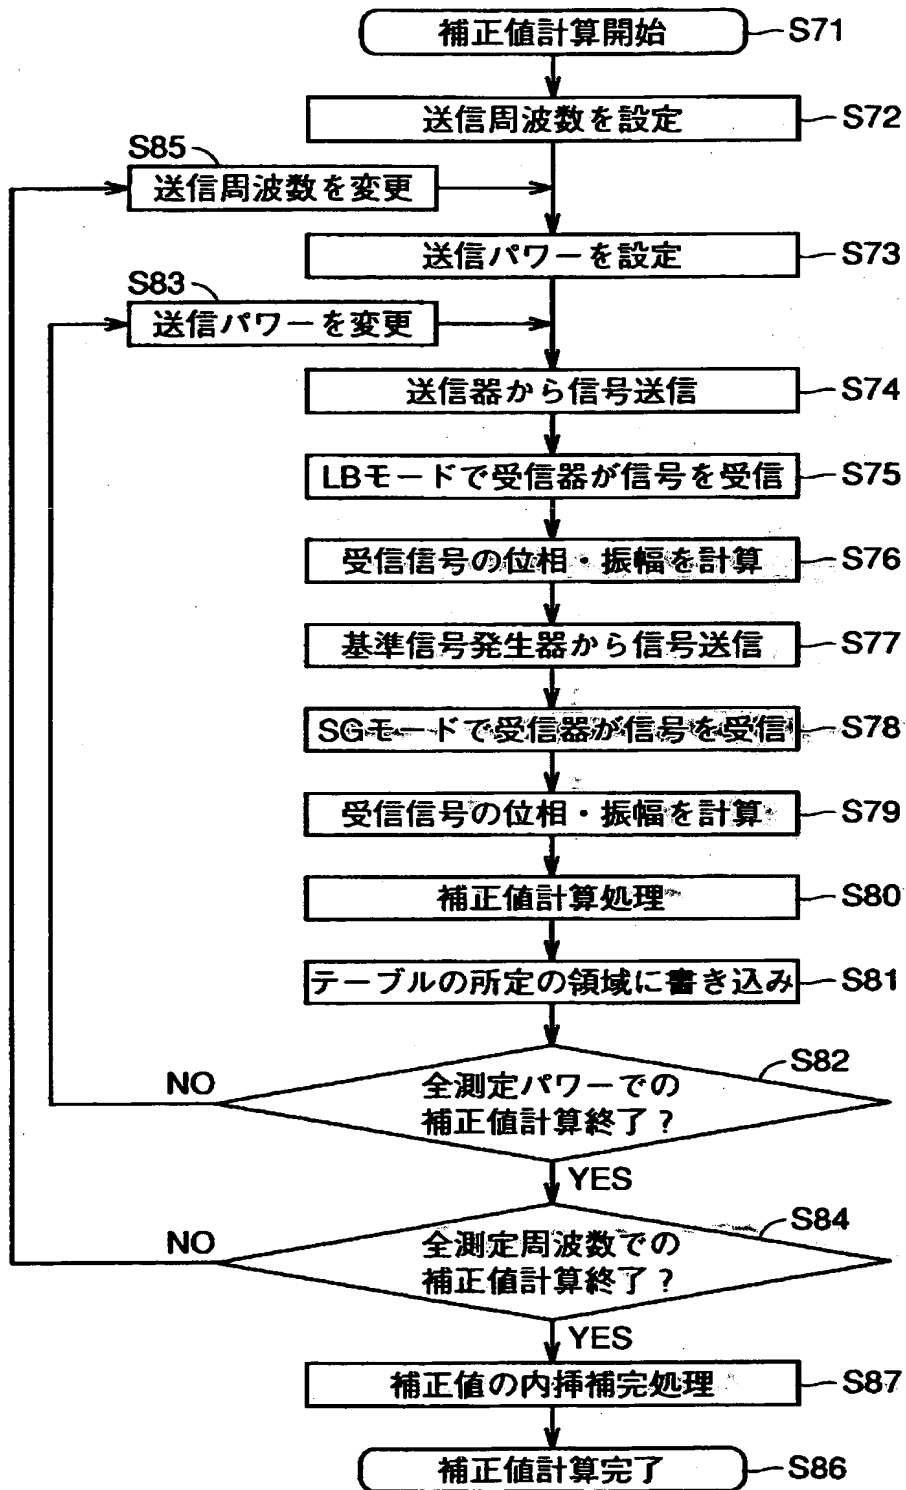 補正値計算開始 S71
送信周波数を設定 S72
S85
送信周波数を変更
送信パワーを設定 S73
S83
送信パワーを変更
送信器から信号送信 S74
LBモードで受信器が信号を受信 S75
受信信号の位相・振幅を計算 S76
基準信号発生器から信号送信 S77
SGモードで受信器が信号を受信 S78
受信信号の位相・振幅を計算 S79
補正値計算処理 S80
テーブルの所定の領域に書き込み S81
S82
NO 全測定パワーでの
補正値計算終了？
YES
S84
NO 全測定周波数での
補正値計算終了？
YES
補正値の内挿補完処理 S87
補正値計算完了 S86